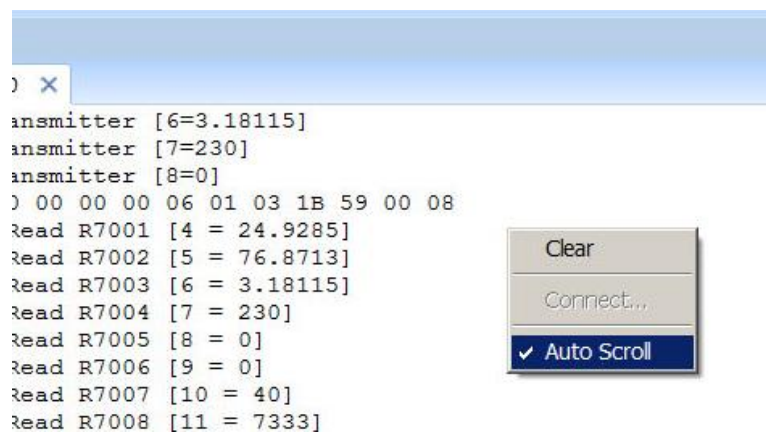 ansmitter [6=3.18115]
ansmitter [7=230]
ansmitter [8=0]
0 00 00 00 06 01 03 1B 59 00 08
Read R7001 [4 = 24.9285]
Read R7002 [5 = 76.8713]
Read R7003 [6 = 3.18115]
Read R7004 [7 = 230]
Read R7005 [8 = 0]
Read R7006 [9 = 0]
Read R7007 [10 = 40]
Read R7008 [11 = 7333]
Clear
Connect...
Auto Scroll